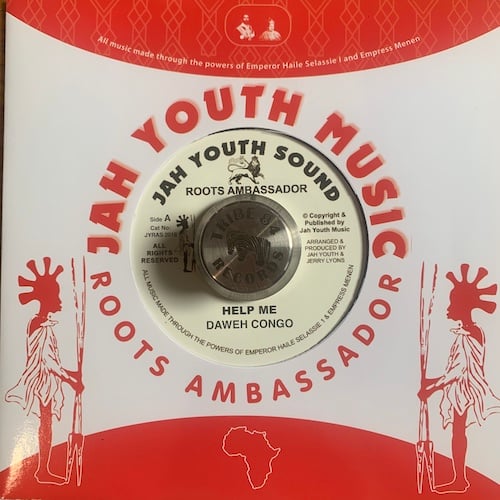 All music made through the powers of Emperor Haile Selassie I and Empress Menen
JAH YOUTH MUSIC
ROOTS AMBASSADOR
JAH YOUTH SOUND
ROOTS AMBASSADOR
Side A
Cat No:
JYRAS 2016
ALL
RIGHTS
RESERVED
© Copyright &
Published by
Jah Youth Music
ARRANGED &
PRODUCED BY
JAH YOUTH &
JERRY LYONS
TRIBE 84
RECORDS
HELP ME
DAWEH CONGO
ALL MUSIC MADE THROUGH THE POWERS OF EMPEROR HAILE SELASSIE 1 & EMPRESS MENEN